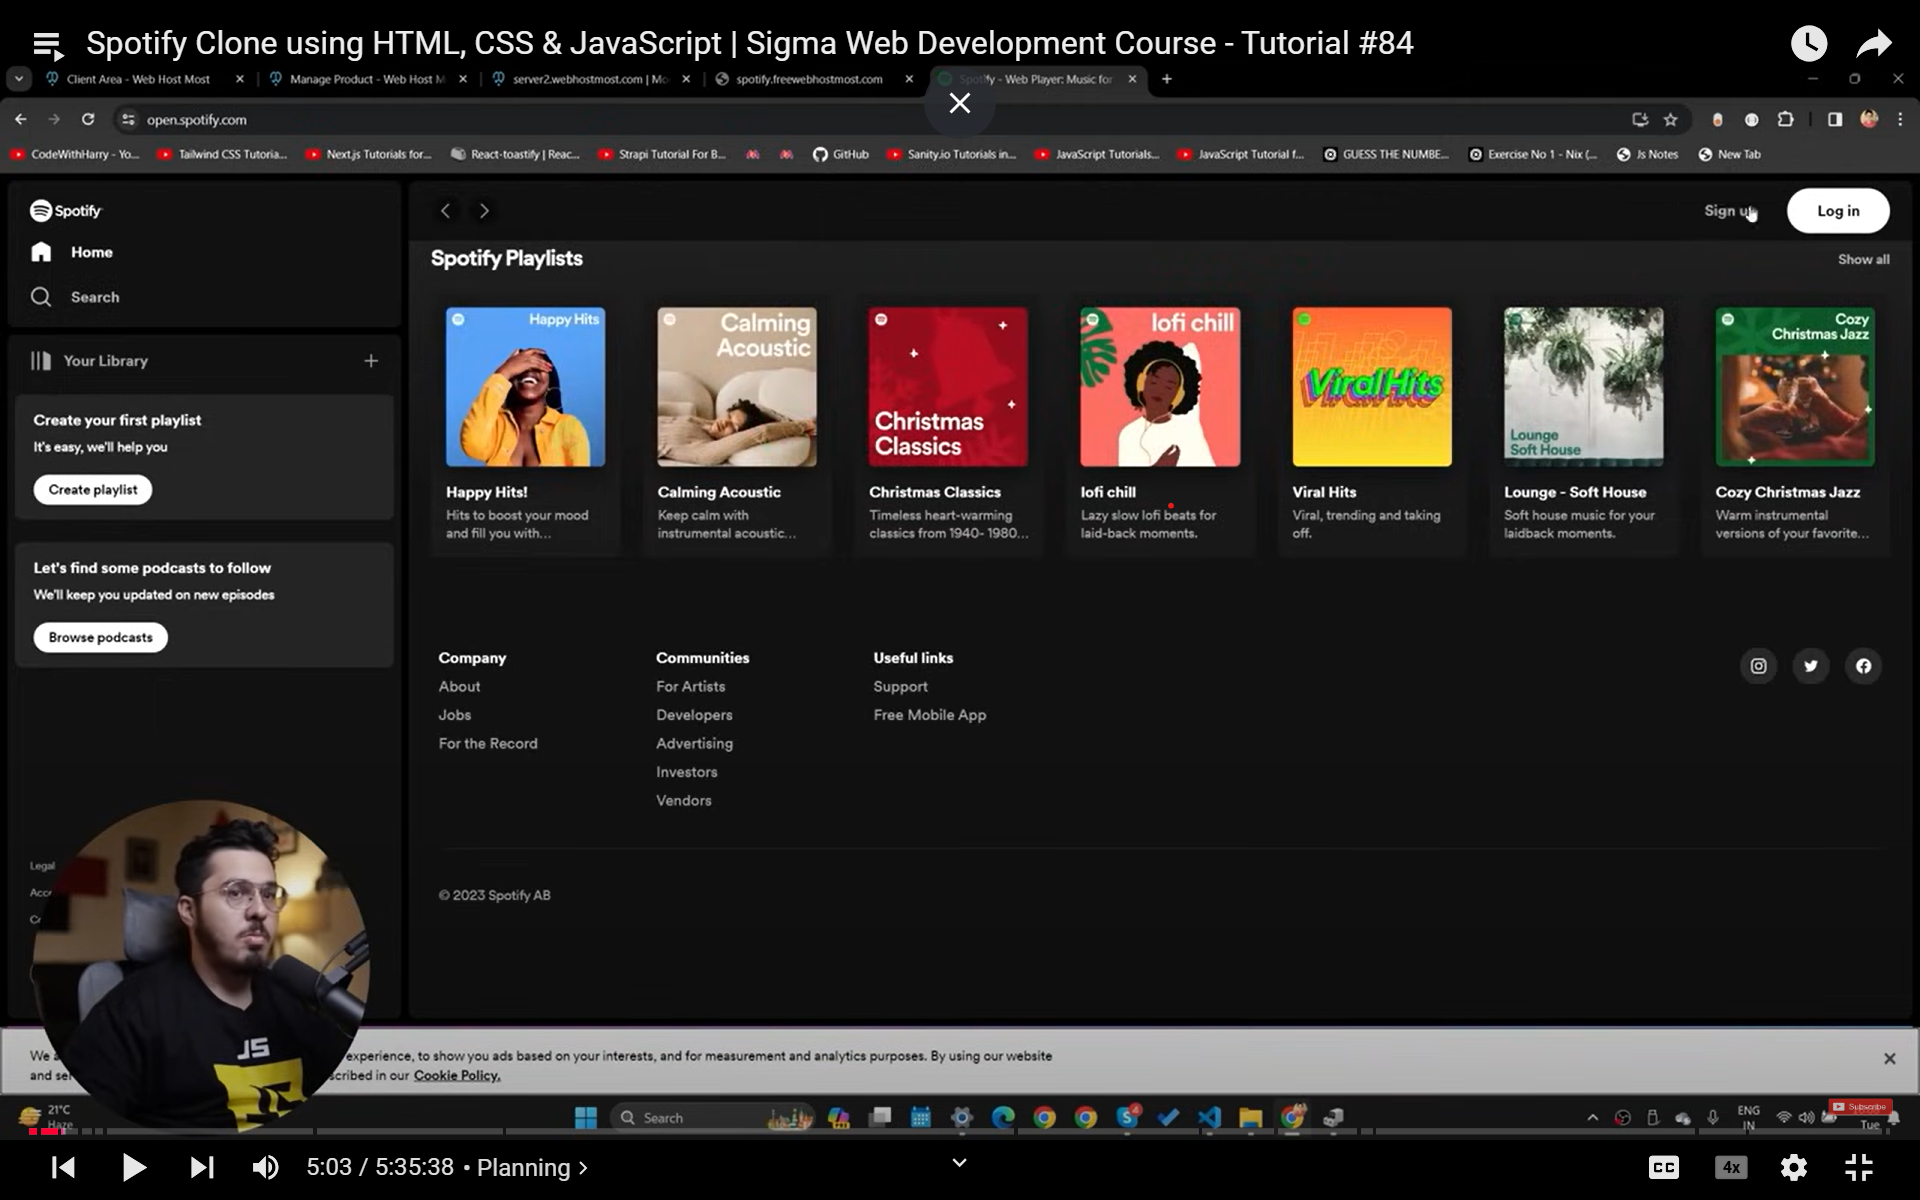 Spotify Clone using HTML, CSS & JavaScript | Sigma Web Development Course - Tutorial #84
Client Area - Web Host Most
Manage Product - Web Host M
server2.webhostmost.com | Mo
spotify.freewebhostmost.com
Spotify - Web Player: Music for
open.spotify.com
CodeWithHarry - Yo...
Tailwind CSS Tutoria...
Next.js Tutorials for...
React-toastify | Reac...
Strapi Tutorial For B...
GitHub
Sanity.io Tutorials in...
JavaScript Tutorials...
JavaScript Tutorial f...
GUESS THE NUMBE...
Exercise No 1 - Nix (...
Js Notes
New Tab
Spotify
Home
Search
Your Library
Create your first playlist
It's easy, we'll help you
Create playlist
Let's find some podcasts to follow
We'll keep you updated on new episodes
Browse podcasts
Legal
Sign u
Log in
Spotify Playlists
Show all
Happy Hits
Happy Hits!
Hits to boost your mood
and fill you with...
Calming
Acoustic
Calming Acoustic
Keep calm with
instrumental acoustic...
Christmas
Classics
Christmas Classics
Timeless heart-warming
classics from 1940- 1980...
lofi chill
lofi chill
Lazy slow lofi beats for
laid-back moments.
Viral Hits
Viral Hits
Viral, trending and taking
off.
Lounge
Soft House
Lounge - Soft House
Soft house music for your
laidback moments.
Cozy
Christmas Jazz
Cozy Christmas Jazz
Warm instrumental
versions of your favorite...
Company
About
Jobs
For the Record
Communities
For Artists
Developers
Advertising
Investors
Vendors
Useful links
Support
Free Mobile App
© 2023 Spotify AB
JS
We
experience, to show you ads based on your interests, and for measurement and analytics purposes. By using our website
and ser
scribed in our Cookie Policy.
21°C
Haze
Search
4
ENG
IN
Subscribe
Tue
5:03 / 5:35:38 • Planning
CC
4x